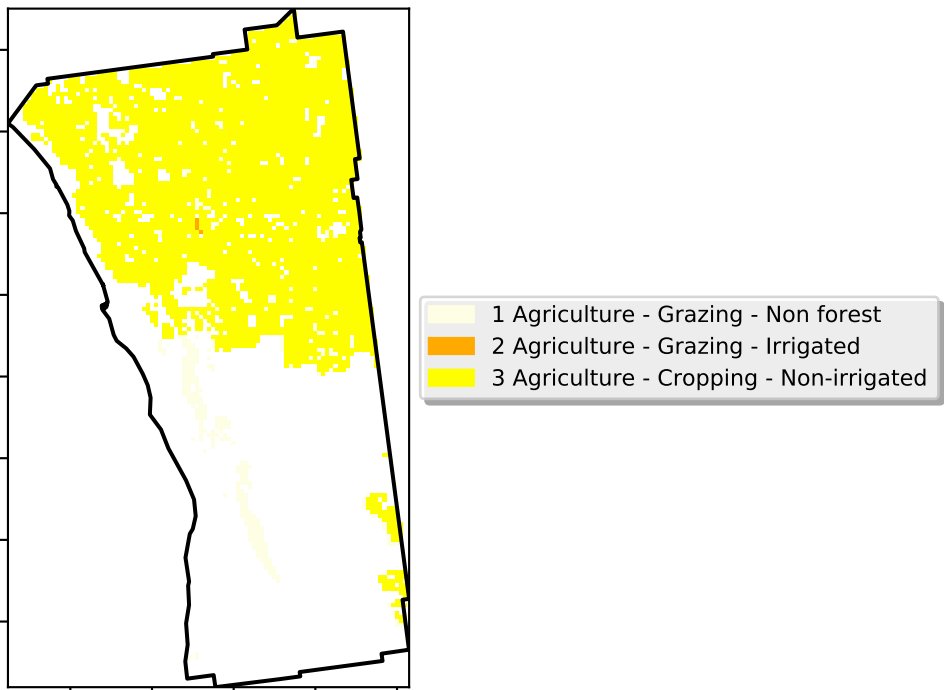 1 Agriculture - Grazing - Non forest
2 Agriculture - Grazing - Irrigated
3 Agriculture - Cropping - Non-irrigated